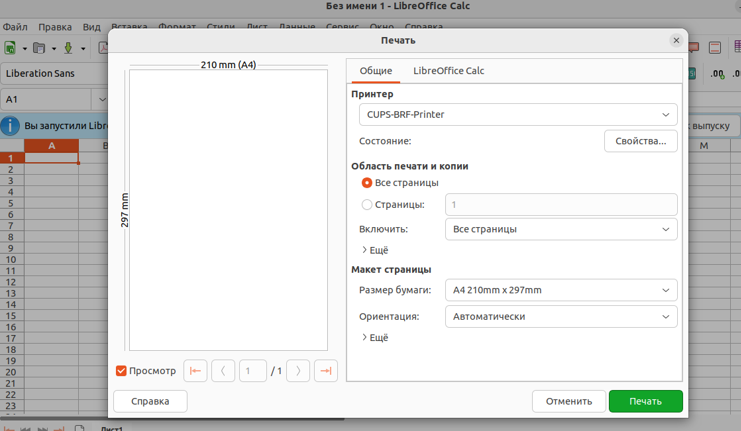 Без имени 1 - LibreOffice Calc
Файл Правка Вид Вставка Формат Стили Лист Данные Сервис Окно Справка
Печать
Liberation Sans
.00
A1
Вы запустили Libre
к выпуску
A
M
1
2
3
4
5
6
7
8
9
10
11
12
13
14
15
16
17
18
19
20
21
22
23
210 mm (A4)
297 mm
Просмотр
1
/ 1
Общие
LibreOffice Calc
Принтер
CUPS-BRF-Printer
Состояние:
Свойства...
Область печати и копии
Все страницы
Страницы:
1
Включить:
Все страницы
Ещё
Макет страницы
Размер бумаги:
A4 210mm x 297mm
Ориентация:
Автоматически
Ещё
Справка
Отменить
Печать
Лист1